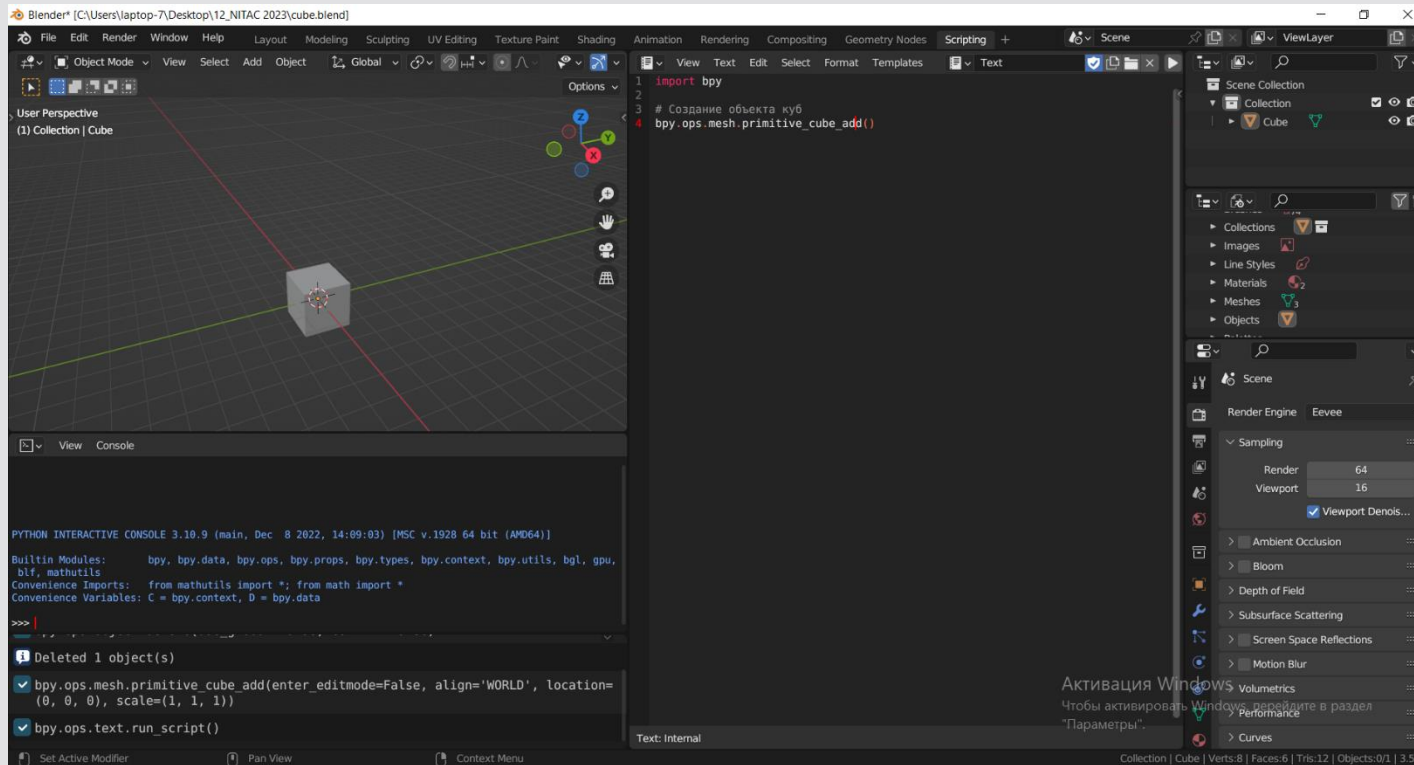 Blender* [C:\Users\laptop-7\Desktop\12_NITAC 2023\cube.blend]
File Edit Render Window Help Layout Modeling Sculpting UV Editing Texture Paint Shading Animation Rendering Compositing Geometry Nodes Scripting + Scene ViewLayer
Object Mode View Select Add Object Global
Options
User Perspective
(1) Collection | Cube
Z
Y
X
View Text Edit Select Format Templates Text
1 import bpy
2
3 # Создание объекта куб
4 bpy.ops.mesh.primitive_cube_add()
Scene Collection
Collection
Cube
Collections
Images
Line Styles
Materials 2
Meshes 3
Objects
Scene
Render Engine Eevee
Sampling
Render 64
Viewport 16
Viewport Denois...
Ambient Occlusion
Bloom
Depth of Field
Subsurface Scattering
Screen Space Reflections
Motion Blur
Volumetrics
Performance
Curves
View Console
PYTHON INTERACTIVE CONSOLE 3.10.9 (main, Dec 8 2022, 14:09:03) [MSC v.1928 64 bit (AMD64)]
Builtin Modules: bpy, bpy.data, bpy.ops, bpy.props, bpy.types, bpy.context, bpy.utils, bgl, gpu,
blf, mathutils
Convenience Imports: from mathutils import *; from math import *
Convenience Variables: C = bpy.context, D = bpy.data
>>>
Deleted 1 object(s)
bpy.ops.mesh.primitive_cube_add(enter_editmode=False, align='WORLD', location=
(0, 0, 0), scale=(1, 1, 1))
bpy.ops.text.run_script()
Text: Internal
Активация Windows
Чтобы активировать Windows, перейдите в раздел
"Параметры".
Set Active Modifier Pan View Context Menu Collection | Cube | Verts:8 | Faces:6 | Tris:12 | Objects:0/1 | 3.5